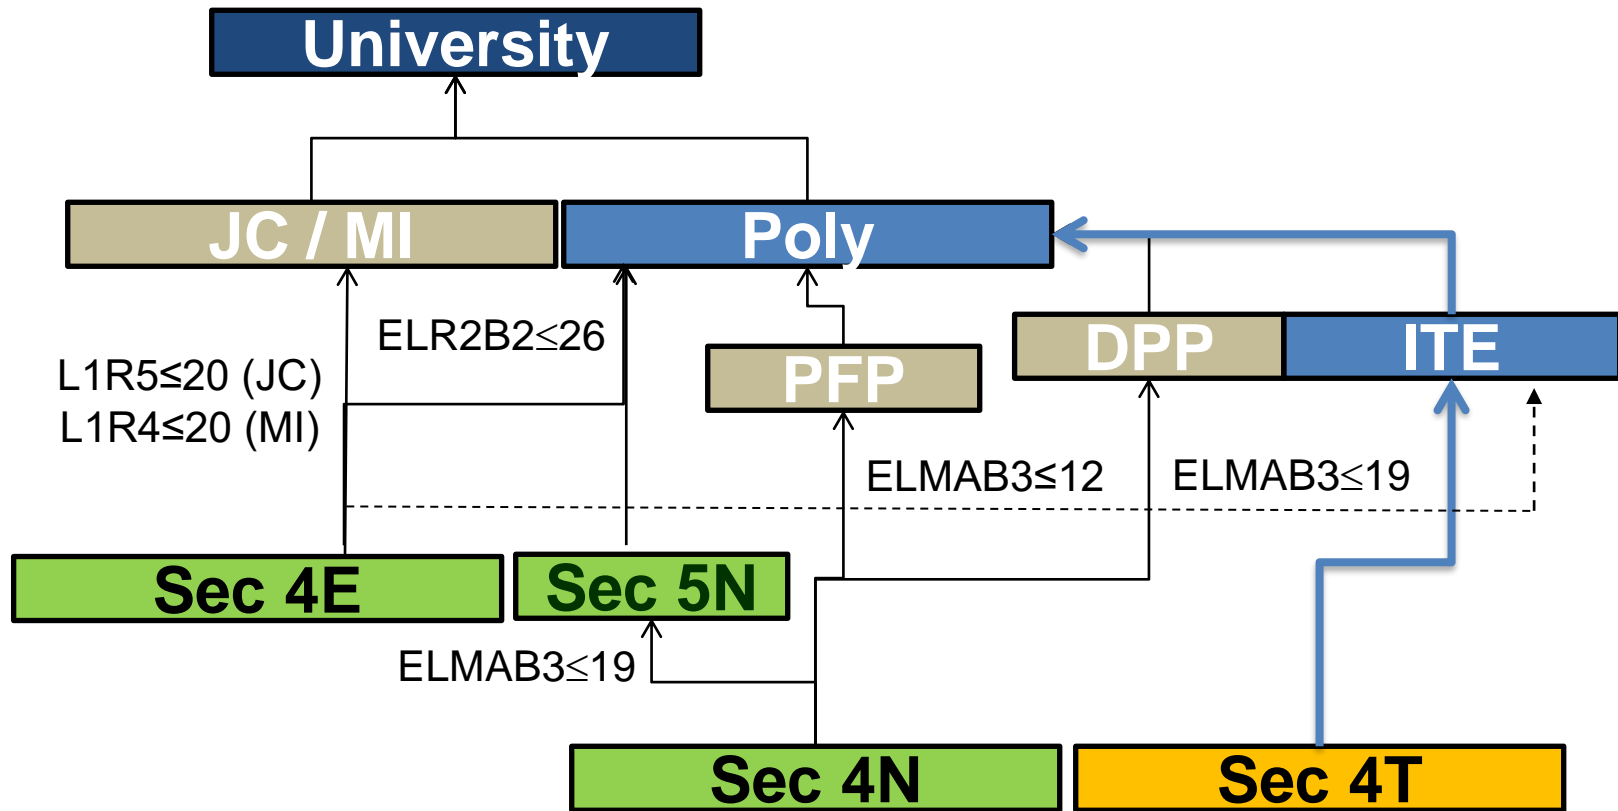 University
JC / MI
Poly
ELR2B2≤26
DPP
ITE
L1R5≤20 (JC)
L1R4≤20 (MI)
PFP
ELMAB3≤12
ELMAB3≤19
Sec 4E
Sec 5N
ELMAB3≤19
Sec 4N
Sec 4T